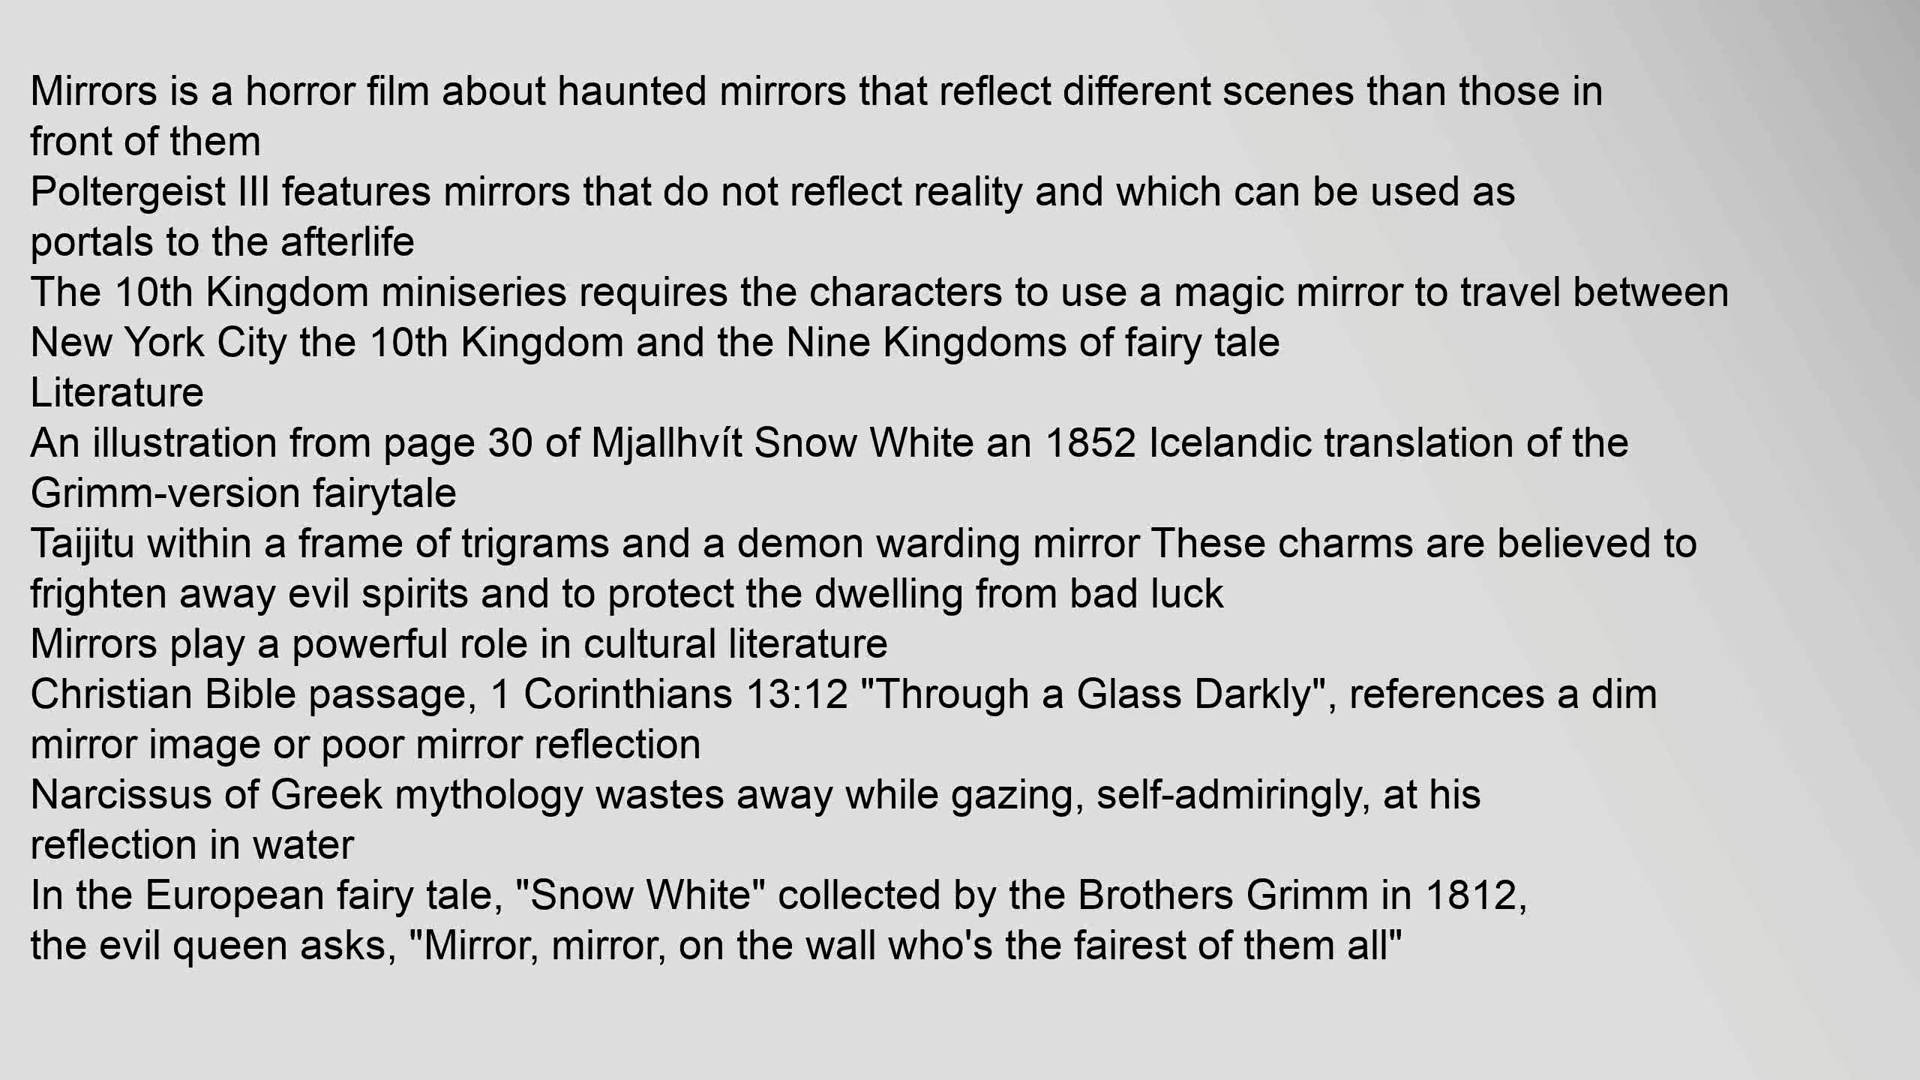 Mirrors is a horror film about haunted mirrors that reflect different scenes than those in
front of them
Poltergeist III features mirrors that do not reflect reality and which can be used as
portals to the afterlife
The 10th Kingdom miniseries requires the characters to use a magic mirror to travel between
New York City the 10th Kingdom and the Nine Kingdoms of fairy tale
Literature
An illustration from page 30 of Mjallhvít Snow White an 1852 Icelandic translation of the
Grimm-version fairytale
Taijitu within a frame of trigrams and a demon warding mirror These charms are believed to
frighten away evil spirits and to protect the dwelling from bad luck
Mirrors play a powerful role in cultural literature
Christian Bible passage, 1 Corinthians 13:12 "Through a Glass Darkly", references a dim
mirror image or poor mirror reflection
Narcissus of Greek mythology wastes away while gazing, self-admiringly, at his
reflection in water
In the European fairy tale, "Snow White" collected by the Brothers Grimm in 1812,
the evil queen asks, "Mirror, mirror, on the wall who's the fairest of them all"